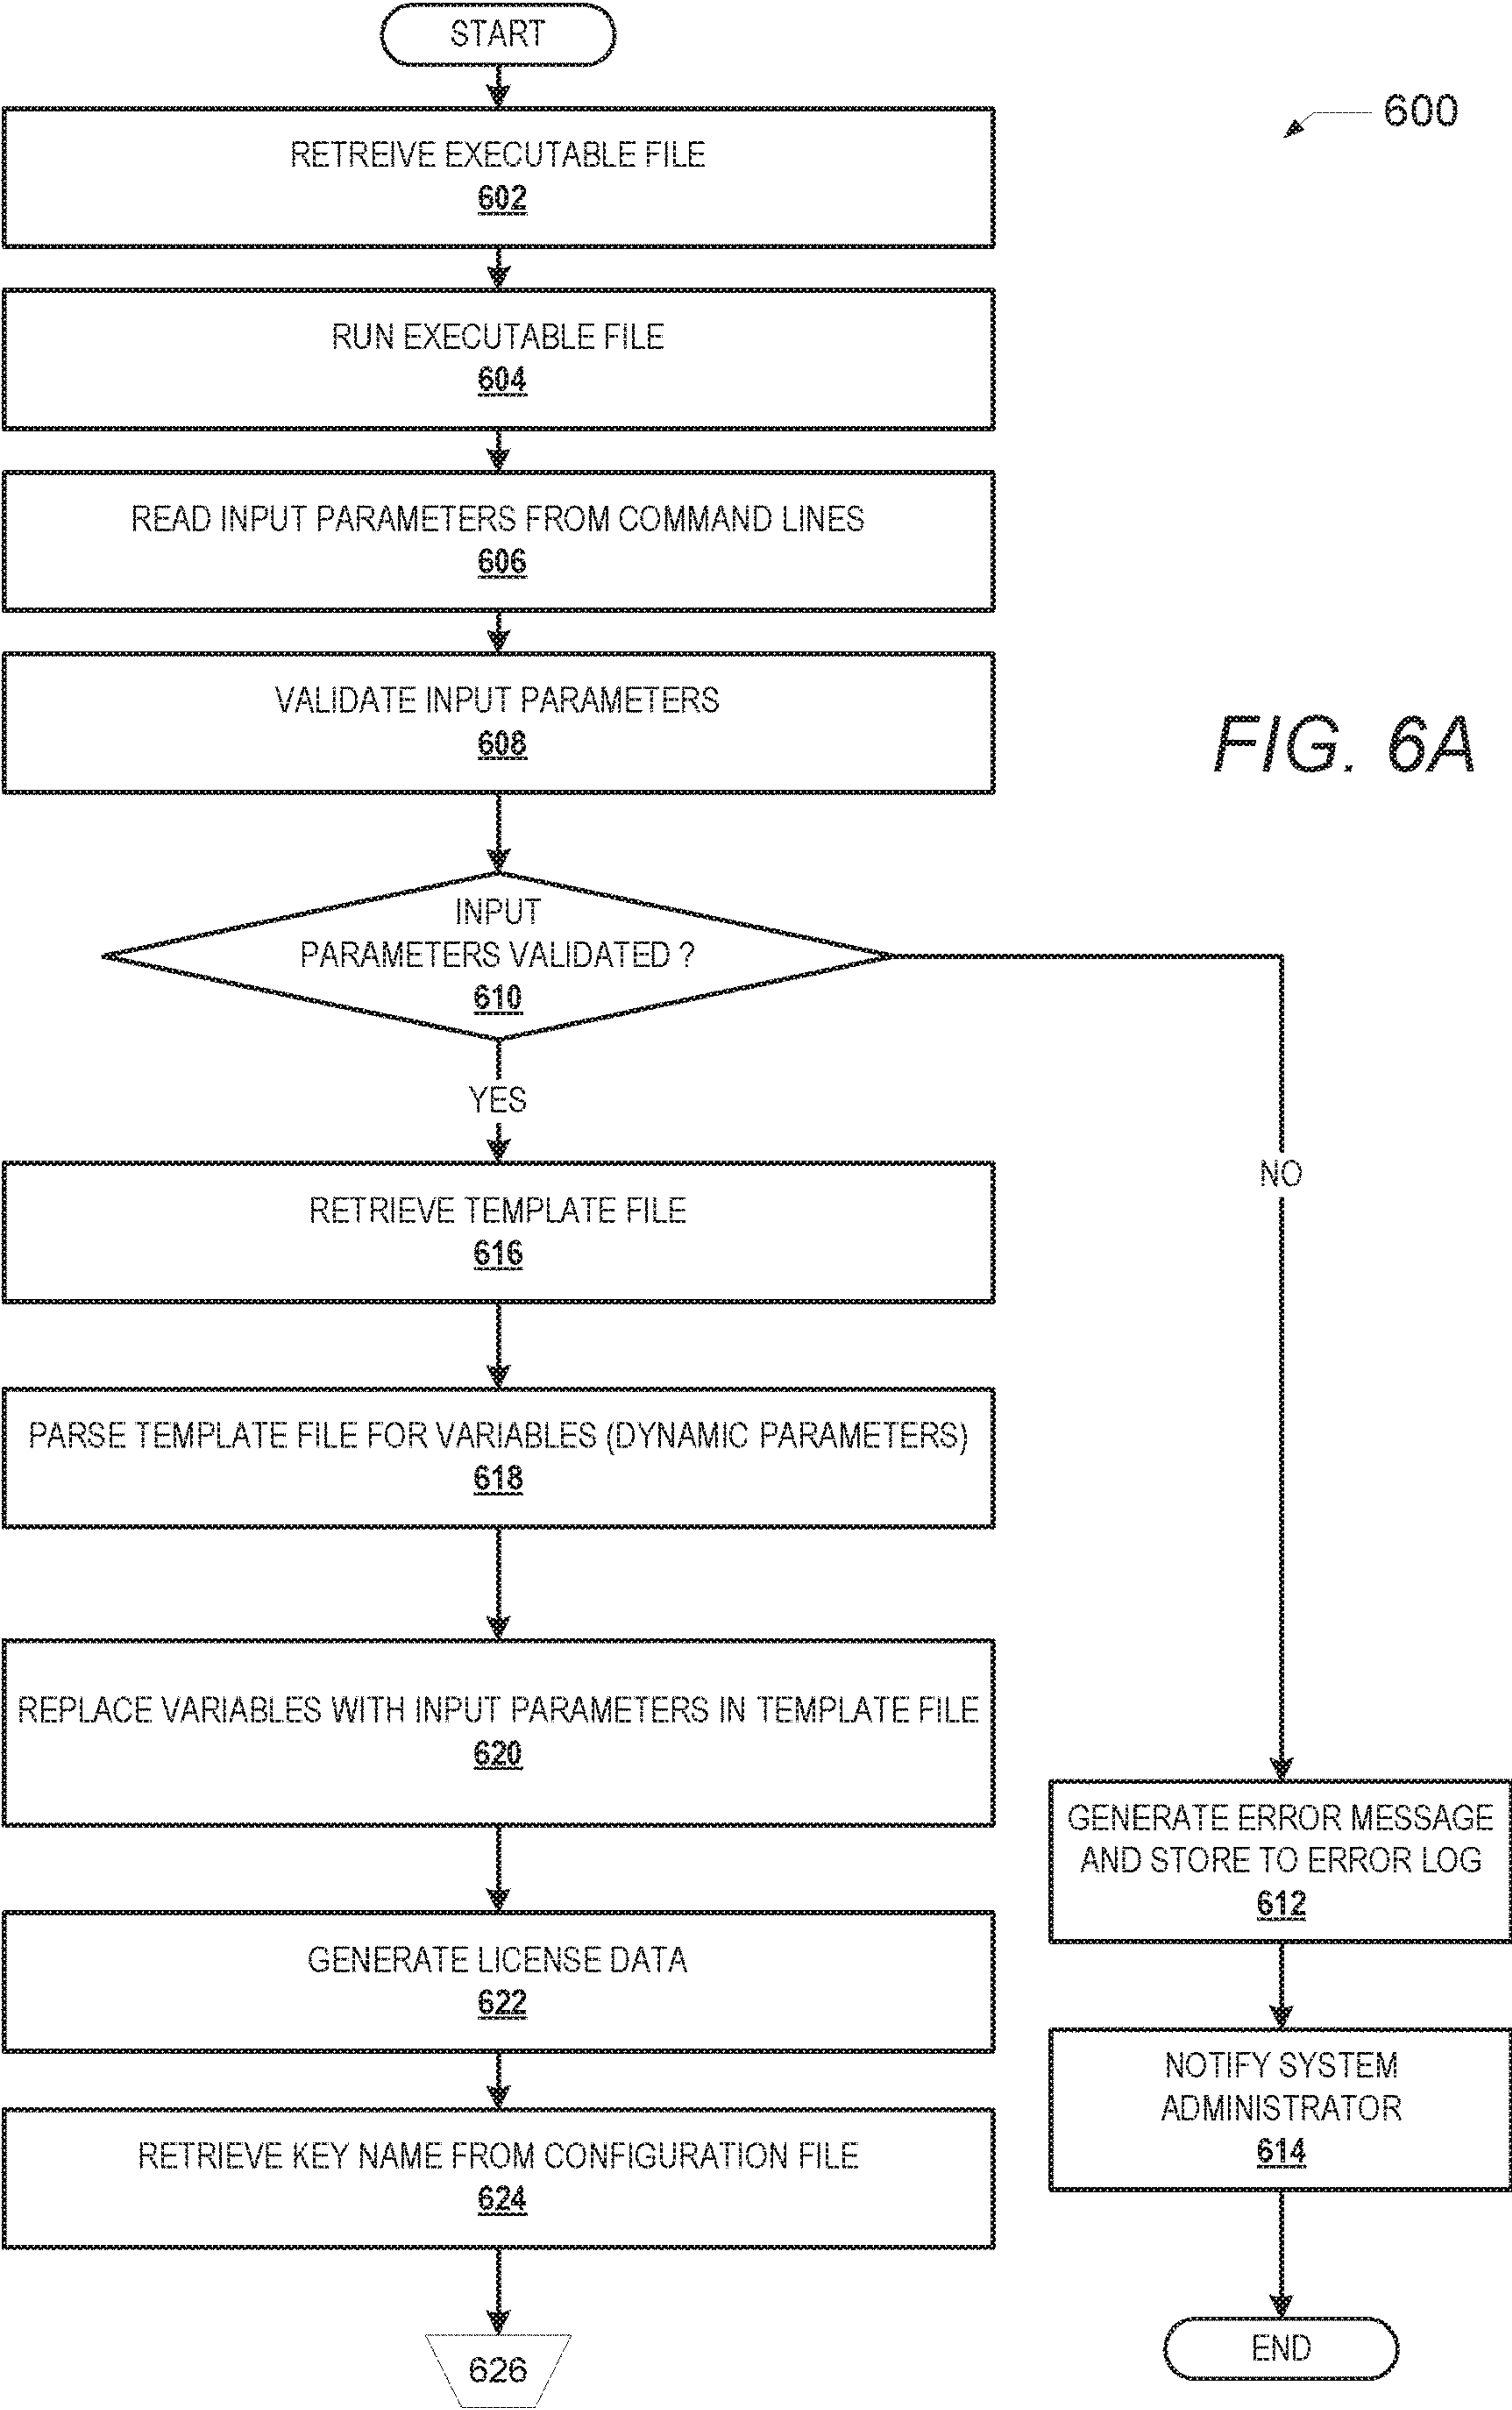 START
600
RETREIVE EXECUTABLE FILE
602
RUN EXECUTABLE FILE
604
READ INPUT PARAMETERS FROM COMMAND LINES
606
VALIDATE INPUT PARAMETERS
608
FIG. 6A
INPUT
PARAMETERS VALIDATED ?
610
YES
NO
RETRIEVE TEMPLATE FILE
616
PARSE TEMPLATE FILE FOR VARIABLES (DYNAMIC PARAMETERS)
618
REPLACE VARIABLES WITH INPUT PARAMETERS IN TEMPLATE FILE
620
GENERATE ERROR MESSAGE
AND STORE TO ERROR LOG
612
GENERATE LICENSE DATA
622
NOTIFY SYSTEM
ADMINISTRATOR
614
RETRIEVE KEY NAME FROM CONFIGURATION FILE
624
END
626